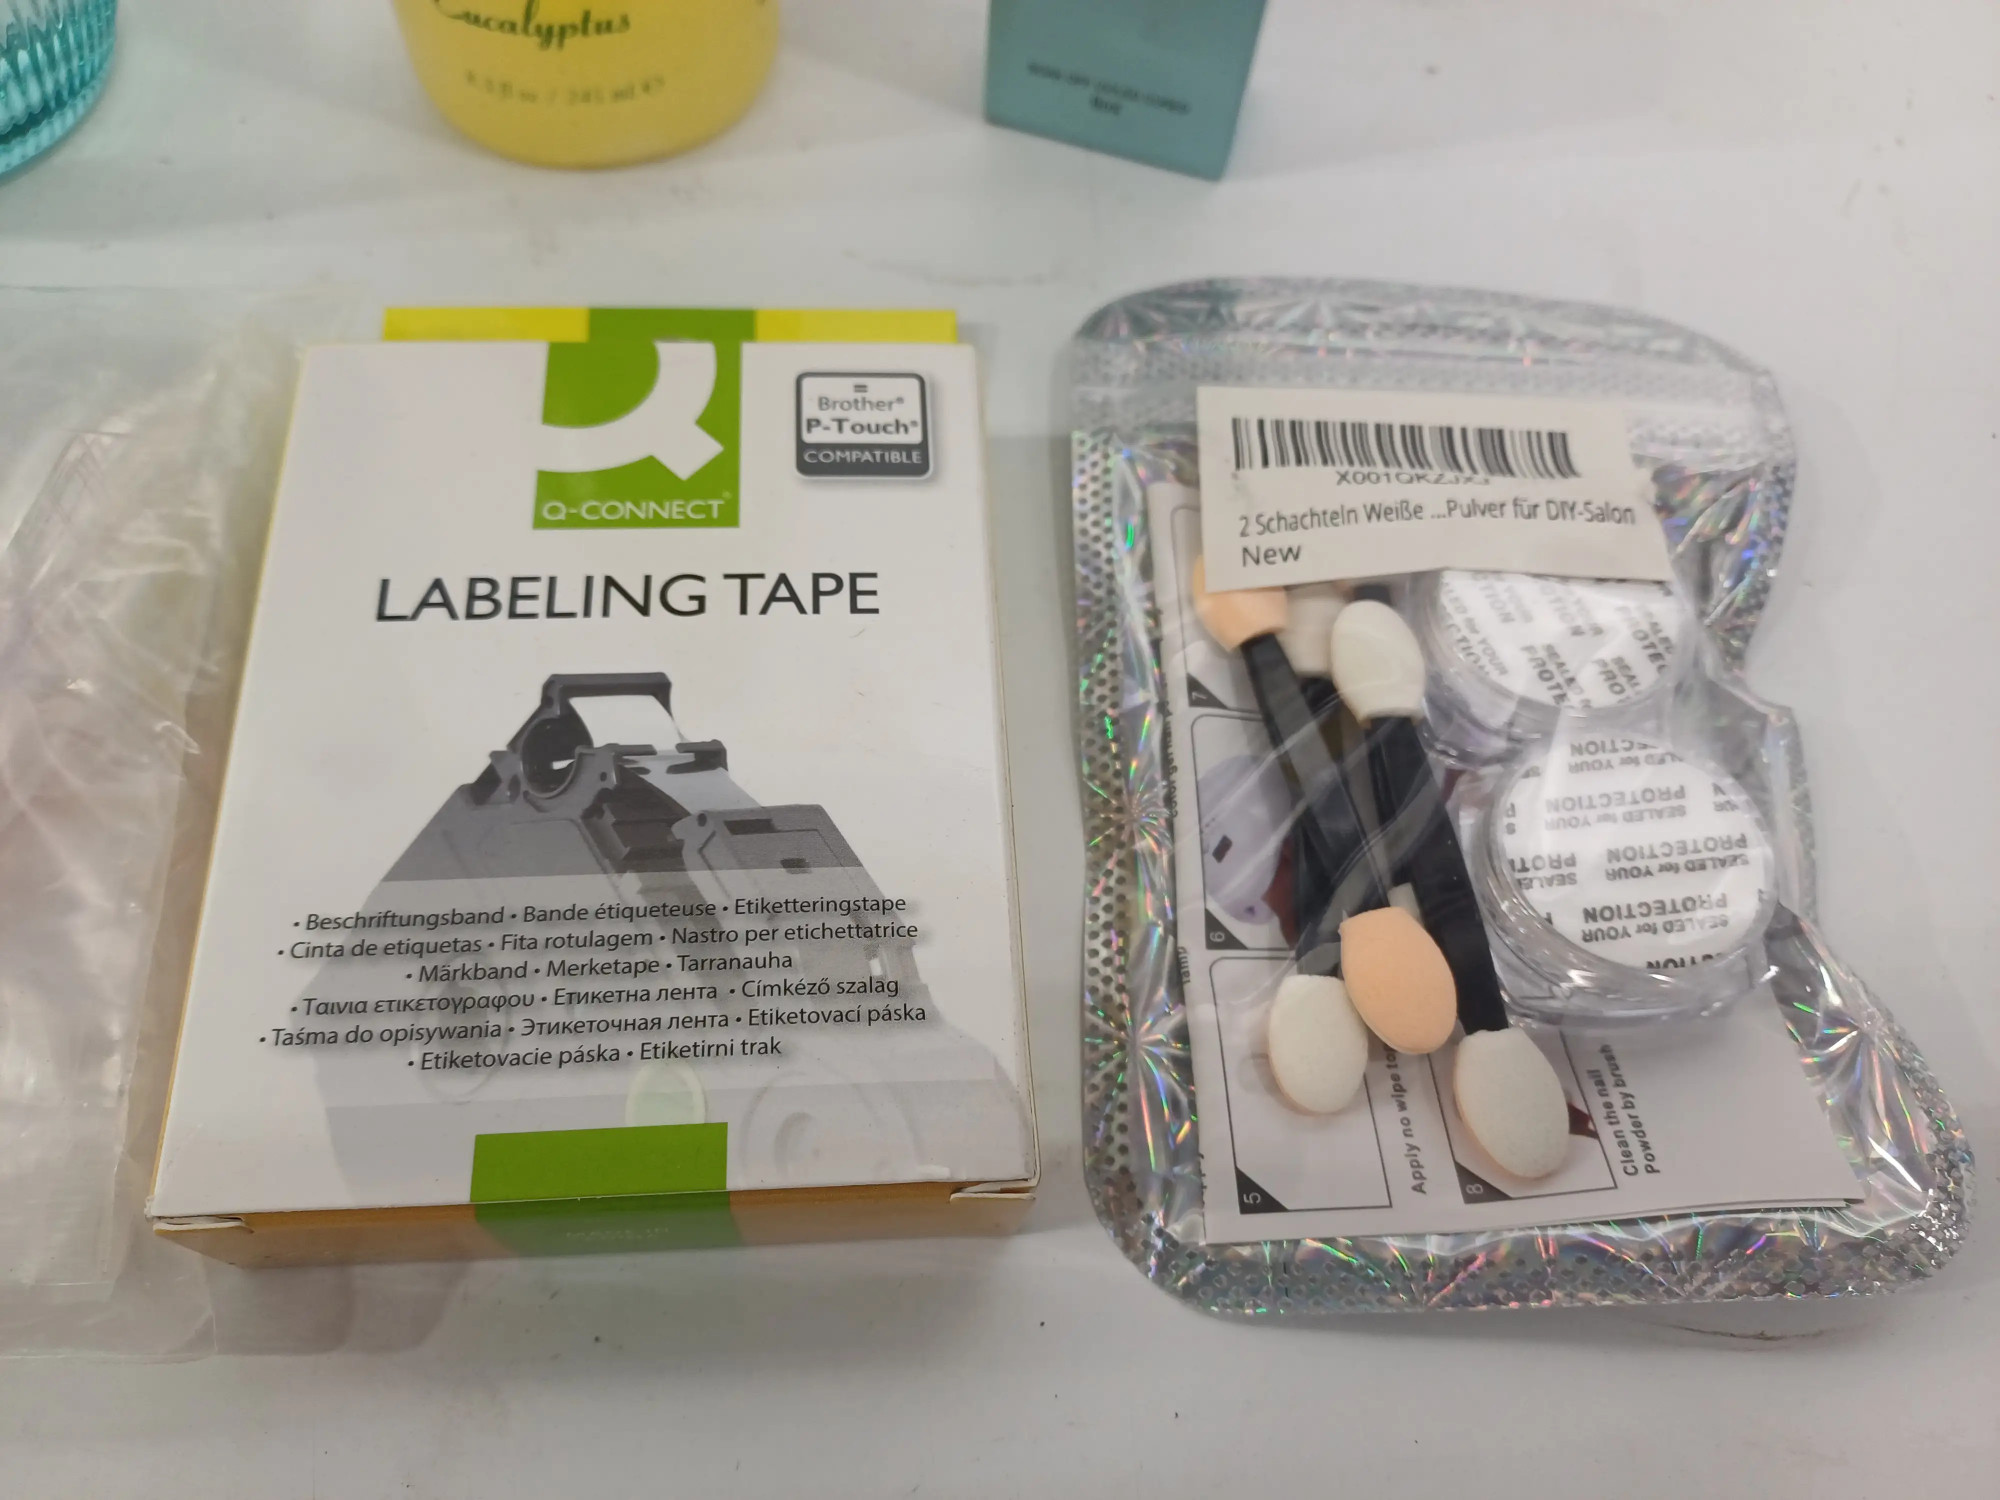 Eucalyptus
Q-CONNECT
=
Brother®
P-Touch®
COMPATIBLE
LABELING TAPE
• Beschriftungsband • Bande étiqueteuse • Etiketteringstape
• Cinta de etiquetas • Fita rotulagem • Nastro per etichettatrice
• Märkband • Merketape • Tarranauha
• Ταινια ετικετογραφου • Етикетна лента • Címkéző szalag
• Taśma do opisywania • Этикеточная лента • Etiketovací páska
• Etiketovacie páska • Etiketirni trak
2 Schachteln Weiße ...Pulver für DIY-Salon
New
SEALED for YOUR
PROTECTION
SEALED for YOUR
PROTECTION
SEALED for YOUR
PROTECTION
7
6
5
Apply no wipe
8
Clean the nail
Powder by brush